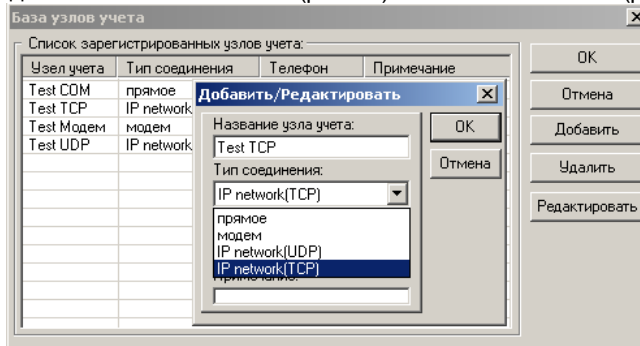 База узлов учета
Список зарегистрированных узлов учета:
Узел учета Тип соединения Телефон Примечание
Test COM прямое
Test TCP IP network
Test Модем модем
Test UDP IP network
OK
Отмена
Добавить
Удалить
Редактировать
Добавить/Редактировать
Название узла учета:
Test TCP
Тип соединения:
IP network(TCP)
прямое
модем
IP network(UDP)
IP network(TCP)
OK
Отмена